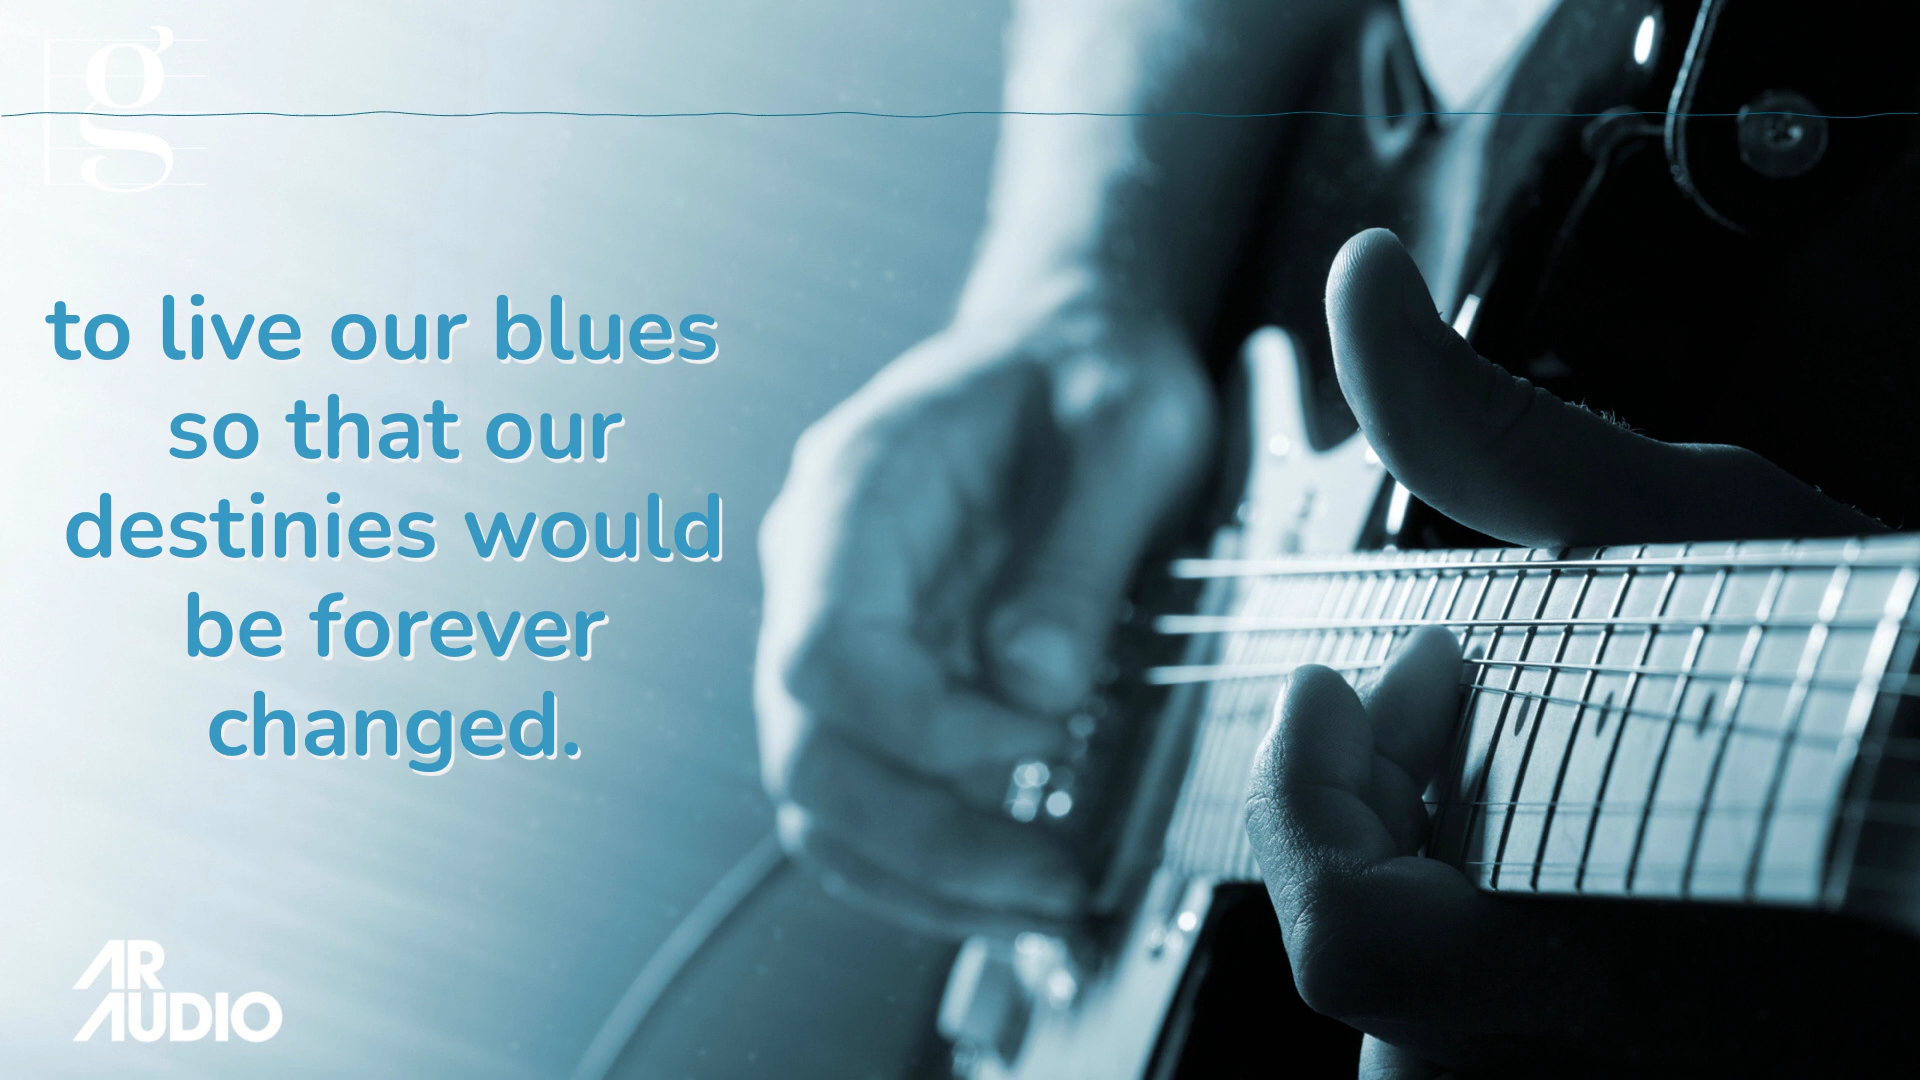 g
to live our blues
so that our
destinies would
be forever
changed.
AR
AUDIO